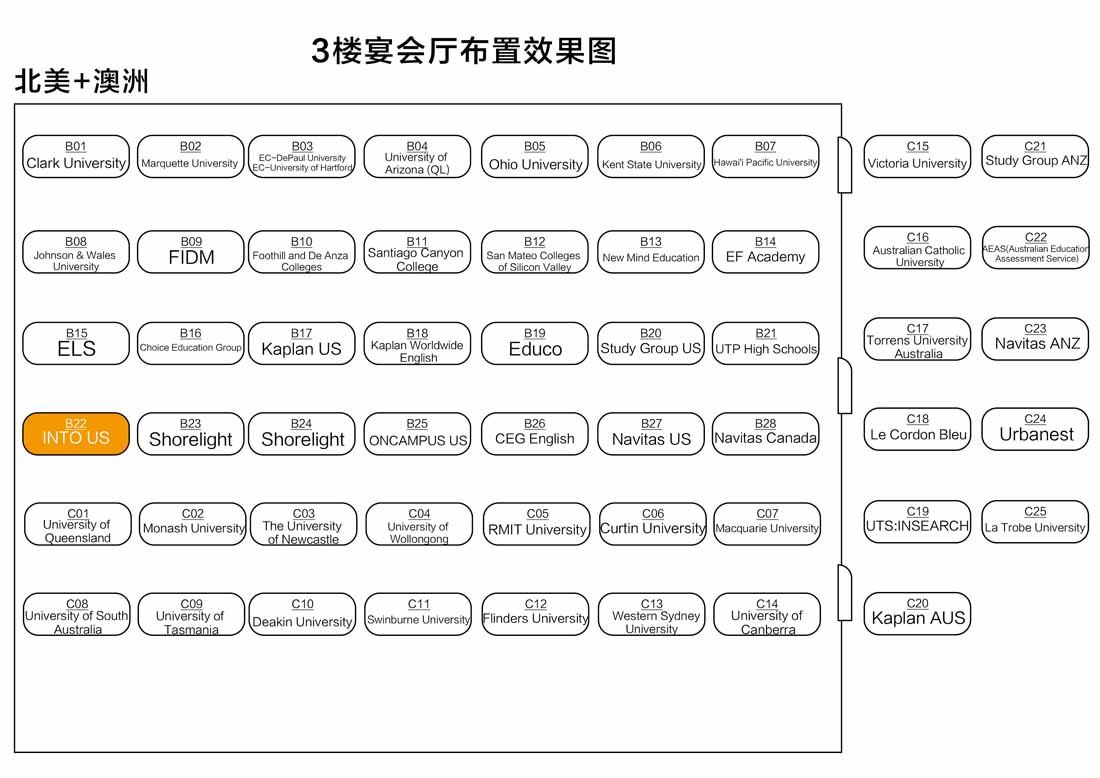 3楼宴会厅布置效果图
北美+澳洲
B01
Clark University
B02
Marquette University
B03
EC-DePaul University
EC-University of Hartford
B04
University of
Arizona (QL)
B05
Ohio University
B06
Kent State University
B07
Hawai'i Pacific University
C15
Victoria University
C21
Study Group ANZ
B08
Johnson & Wales
University
B09
FIDM
B10
Foothill and De Anza
Colleges
B11
Santiago Canyon
College
B12
San Mateo Colleges
of Silicon Valley
B13
New Mind Education
B14
EF Academy
C16
Australian Catholic
University
C22
AEAS(Australian Education
Assessment Service)
B15
ELS
B16
Choice Education Group
B17
Kaplan US
B18
Kaplan Worldwide
English
B19
Educo
B20
Study Group US
B21
UTP High Schools
C17
Torrens University
Australia
C23
Navitas ANZ
B22
INTO US
B23
Shorelight
B24
Shorelight
B25
ONCAMPUS US
B26
CEG English
B27
Navitas US
B28
Navitas Canada
C18
Le Cordon Bleu
C24
Urbanest
C01
University of
Queensland
C02
Monash University
C03
The University
of Newcastle
C04
University of
Wollongong
C05
RMIT University
C06
Curtin University
C07
Macquarie University
C19
UTS:INSEARCH
C25
La Trobe University
C08
University of South
Australia
C09
University of
Tasmania
C10
Deakin University
C11
Swinburne University
C12
Flinders University
C13
Western Sydney
University
C14
University of
Canberra
C20
Kaplan AUS